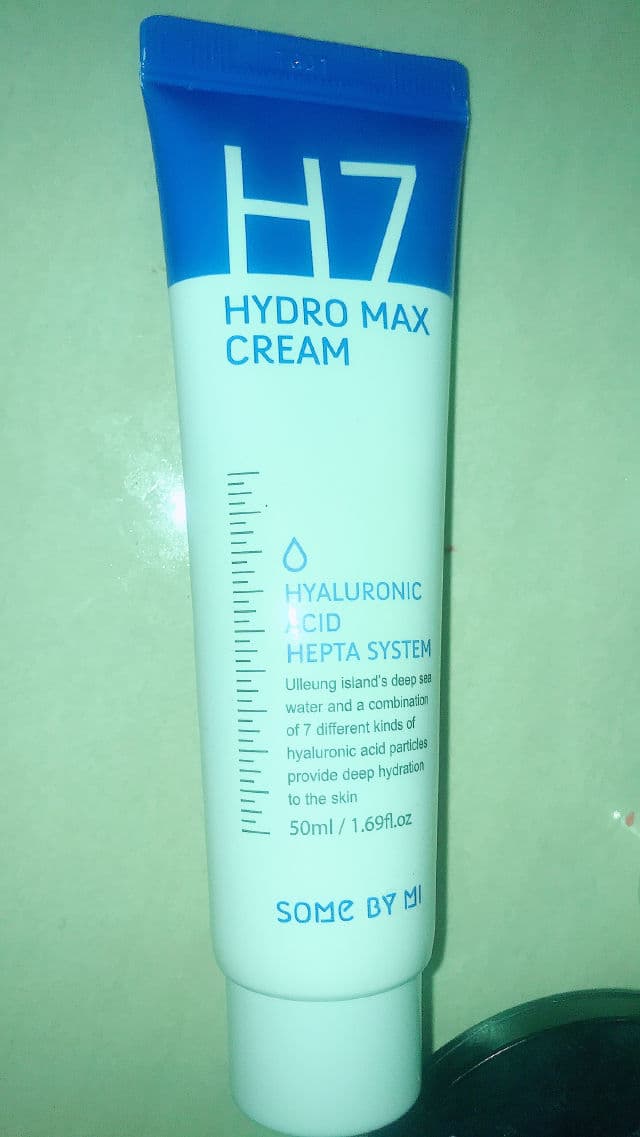 H7
HYDRO MAX
CREAM
HYALURONIC
ACID
HEPTA SYSTEM
Ulleung island's deep sea
water and a combination
of 7 different kinds of
hyaluronic acid particles
provide deep hydration
to the skin
50ml / 1.69fl.oz
SOME BY MI